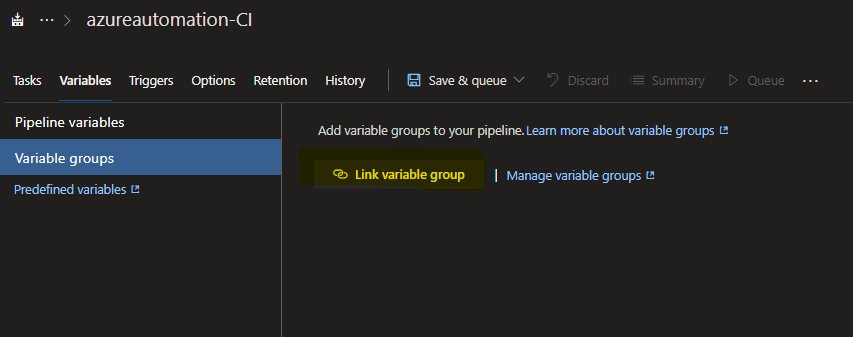 ... > azureautomation-CI
Tasks Variables Triggers Options Retention History Save & queue Discard Summary Queue ...
Pipeline variables
Add variable groups to your pipeline. Learn more about variable groups
Variable groups
Link variable group | Manage variable groups
Predefined variables